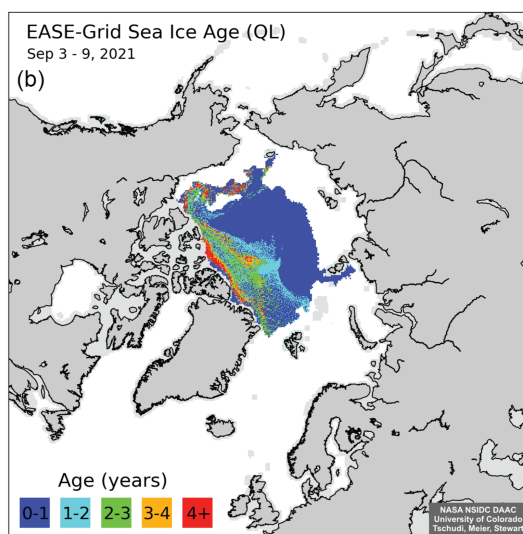 EASE-Grid Sea Ice Age (QL)
Sep 3 - 9, 2021
(b)
Age (years)
0-1 1-2 2-3 3-4 4+
NASA NSIDC DAAC
University of Colorado
Tschudi, Meier, Stewart